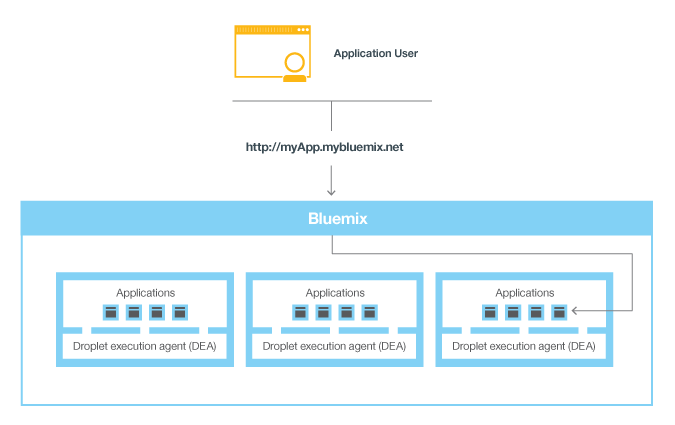 Application User
http://myApp.mybluemix.net
Bluemix
Applications
Applications
Applications
Droplet execution agent (DEA)
Droplet execution agent (DEA)
Droplet execution agent (DEA)